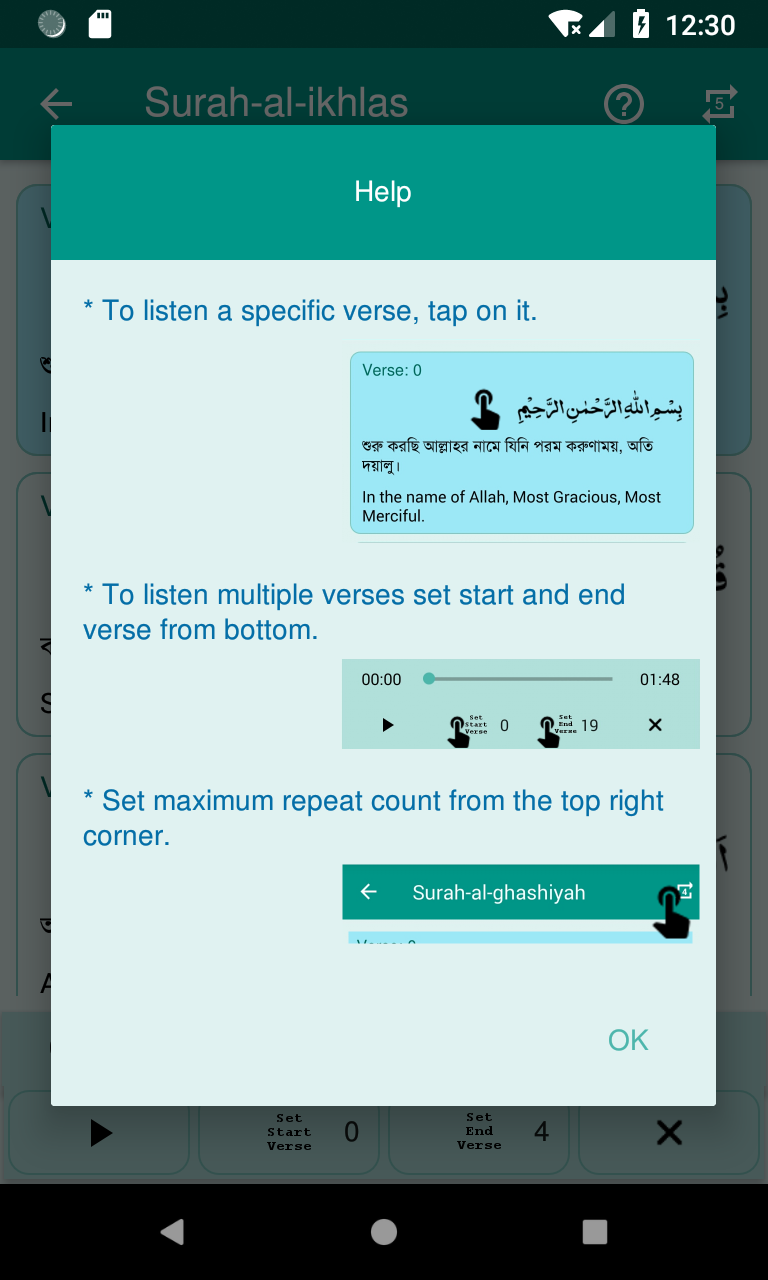 12:30
Surah-al-ikhlas
5
Help
* To listen a specific verse, tap on it.
Verse: 0
بِسْمِ اللهِ الرَّحْمٰنِ الرَّحِيْمِ
শুরু করছি আল্লাহর নামে যিনি পরম করুণাময়, অতি
দয়ালু।
In the name of Allah, Most Gracious, Most
Merciful.
* To listen multiple verses set start and end
verse from bottom.
00:00
01:48
Set
Start
Verse
0
Set
End
Verse
19
* Set maximum repeat count from the top right
corner.
Surah-al-ghashiyah
4
Verse: 0
OK
Set
Start
Verse
0
Set
End
Verse
4